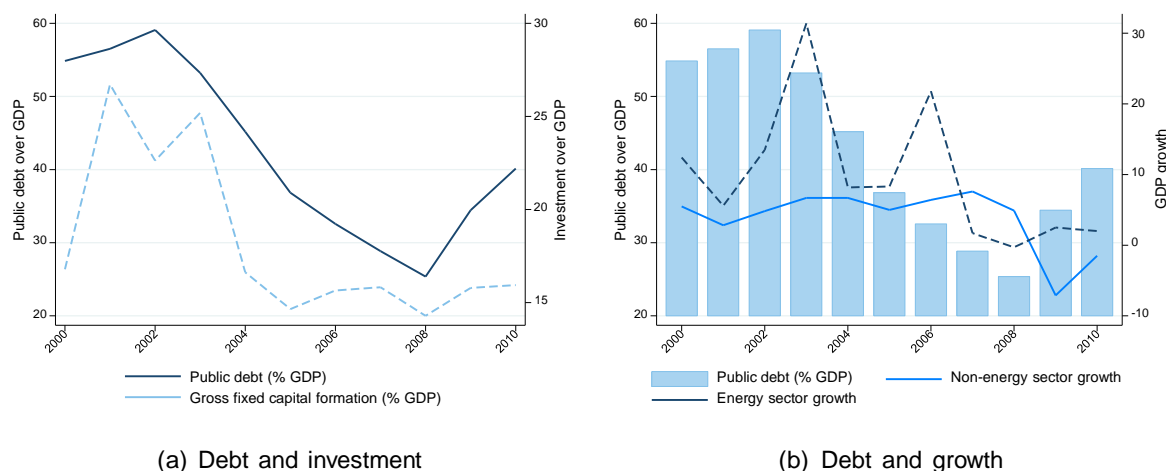 60
50
40
30
20
Public debt over GDP
30
25
20
15
Investment over GDP
2000
2002
2004
2006
2008
2010
Public debt (% GDP)
Gross fixed capital formation (% GDP)
(a) Debt and investment
60
50
40
30
20
Public debt over GDP
30
20
10
0
-10
GDP growth
2000
2002
2004
2006
2008
2010
Public debt (% GDP)
Non-energy sector growth
Energy sector growth
(b) Debt and growth